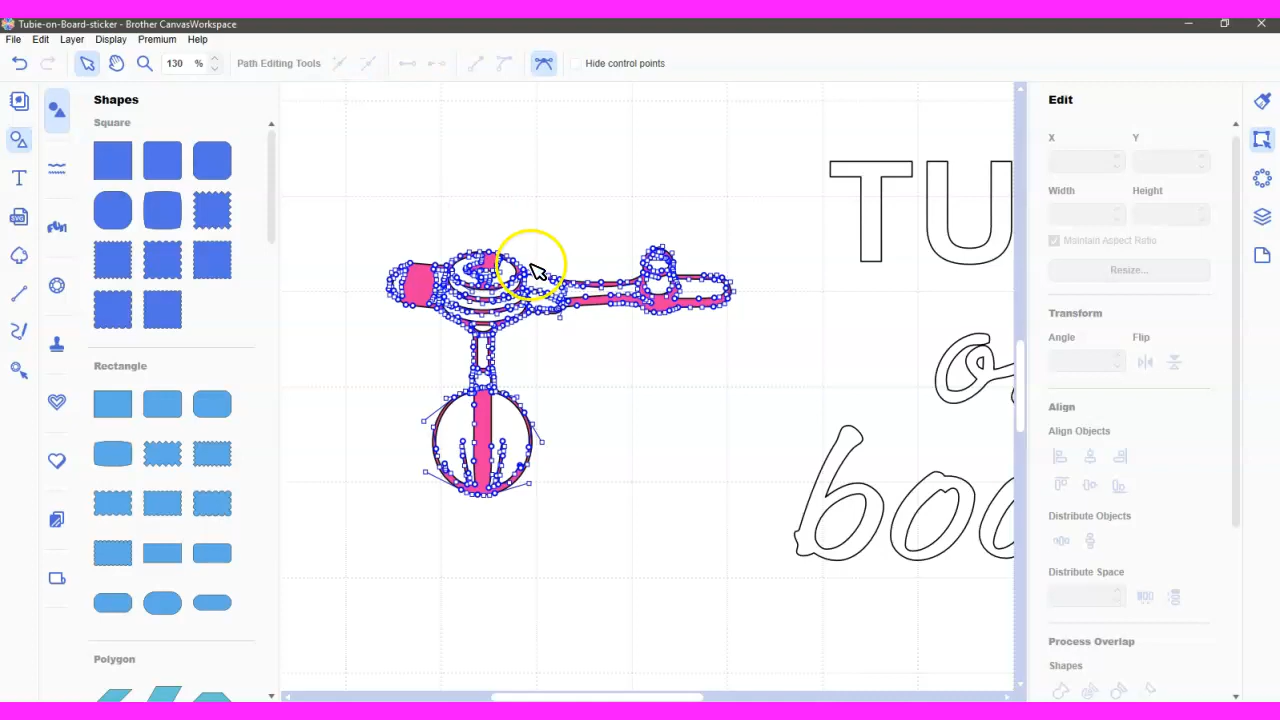 Tubie-on-Board-sticker - Brother CanvasWorkspace
File Edit Layer Display Premium Help
130 % Path Editing Tools Hide control points
Shapes
Square
Rectangle
Polygon
SVG
FUN
TU
o
boo
Edit
X Y
Width Height
Maintain Aspect Ratio
Resize...
Transform
Angle Flip
Align
Align Objects
Distribute Objects
Distribute Space
Process Overlap
Shapes